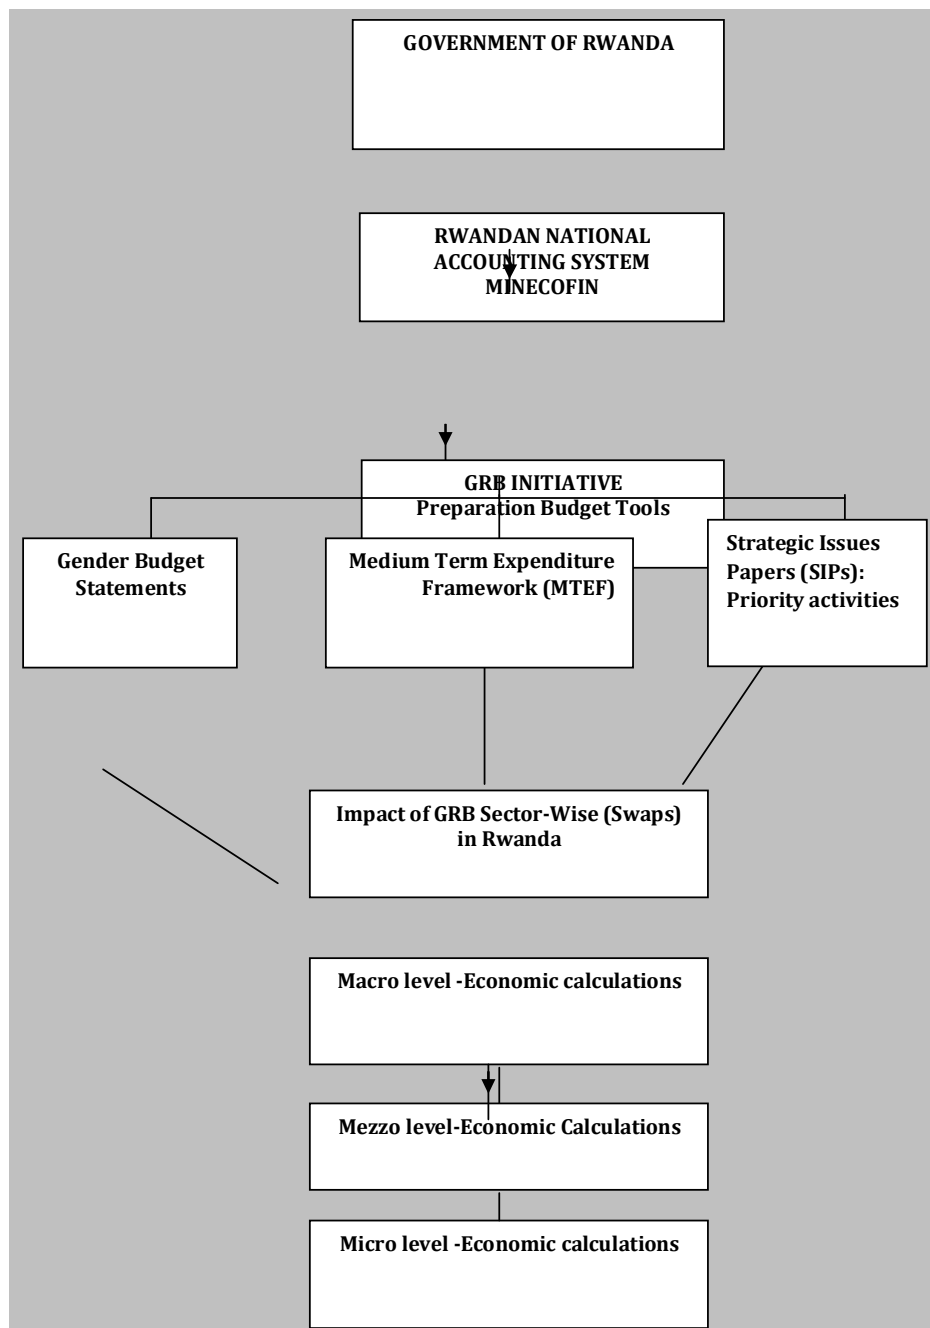 GOVERNMENT OF RWANDA
RWANDAN NATIONAL
ACCOUNTING SYSTEM
MINECOFIN
GRB INITIATIVE
Preparation Budget Tools
Gender Budget
Statements
Medium Term Expenditure
Framework (MTEF)
Strategic Issues
Papers (SIPs):
Priority activities
Impact of GRB Sector-Wise (Swaps)
in Rwanda
Macro level -Economic calculations
Mezzo level-Economic Calculations
Micro level -Economic calculations